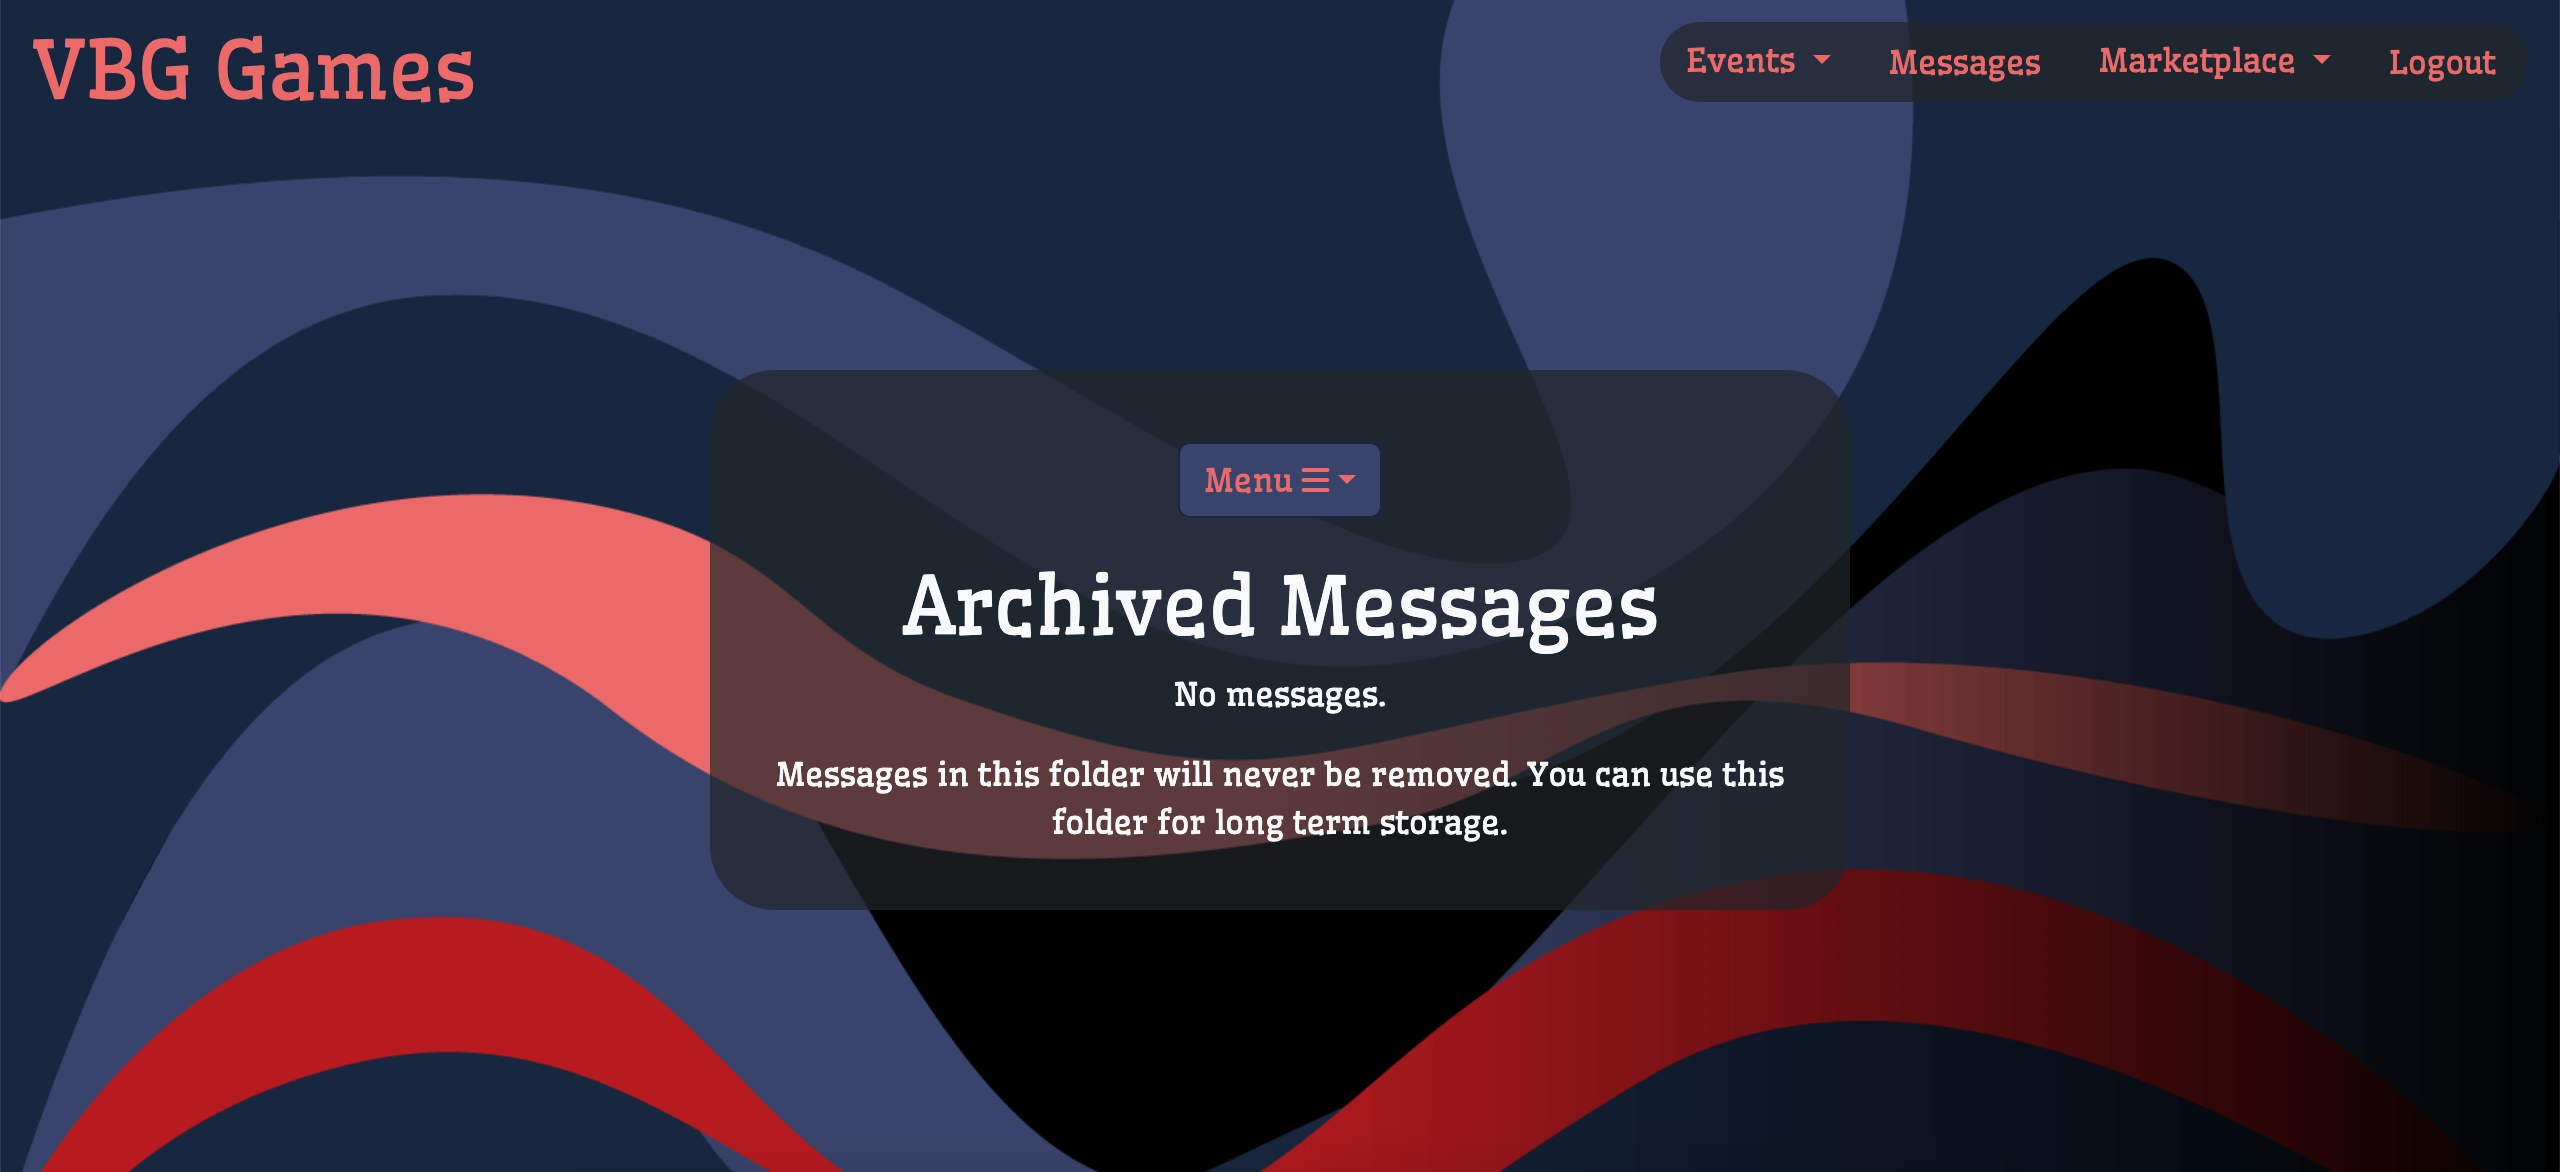 VBG Games
Events
Messages
Marketplace
Logout
Menu
Archived Messages
No messages.
Messages in this folder will never be removed. You can use this
folder for long term storage.